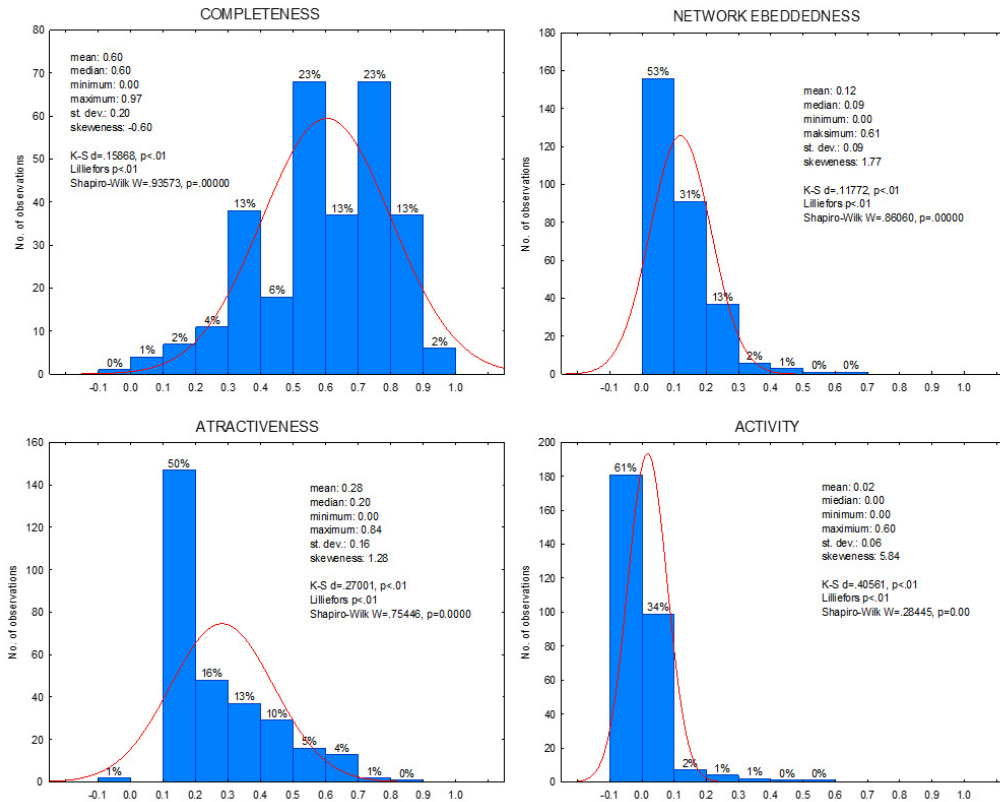 COMPLETENESS
No. of observations
80
70
60
50
40
30
20
10
0
mean: 0.60
median: 0.60
minimum: 0.00
maximum: 0.97
st. dev.: 0.20
skeweness: -0.60
K-S d=.15868, p<.01
Lilliefors p<.01
Shapiro-Wilk W=.93573, p=.00000
0% 1% 2% 4% 13% 6% 23% 13% 23% 13% 2%
-0.1 0.0 0.1 0.2 0.3 0.4 0.5 0.6 0.7 0.8 0.9 1.0
NETWORK EBEDDEDNESS
No. of observations
180
160
140
120
100
80
60
40
20
0
mean: 0.12
median: 0.09
minimum: 0.00
maksimum: 0.61
st. dev.: 0.09
skeweness: 1.77
K-S d=.11772, p<.01
Lilliefors p<.01
Shapiro-Wilk W=.86060, p=.00000
53% 31% 13% 2% 1% 0% 0%
-0.1 0.0 0.1 0.2 0.3 0.4 0.5 0.6 0.7 0.8 0.9 1.0
ATRACTIVENESS
No. of observations
160
140
120
100
80
60
40
20
0
mean: 0.28
median: 0.20
minimum: 0.00
maximum: 0.84
st. dev.: 0.16
skeweness: 1.28
K-S d=.27001, p<.01
Lilliefors p<.01
Shapiro-Wilk W=.75446, p=0.0000
1% 50% 16% 13% 10% 5% 4% 1% 0%
-0.1 0.0 0.1 0.2 0.3 0.4 0.5 0.6 0.7 0.8 0.9 1.0
ACTIVITY
No. of observations
200
180
160
140
120
100
80
60
40
20
0
mean: 0.02
miedian: 0.00
minimum: 0.00
maximium: 0.60
st. dev.: 0.06
skeweness: 5.84
K-S d=.40561, p<.01
Lilliefors p<.01
Shapiro-Wilk W=.28445, p=0.00
61% 34% 2% 1% 1% 0% 0%
-0.1 0.0 0.1 0.2 0.3 0.4 0.5 0.6 0.7 0.8 0.9 1.0